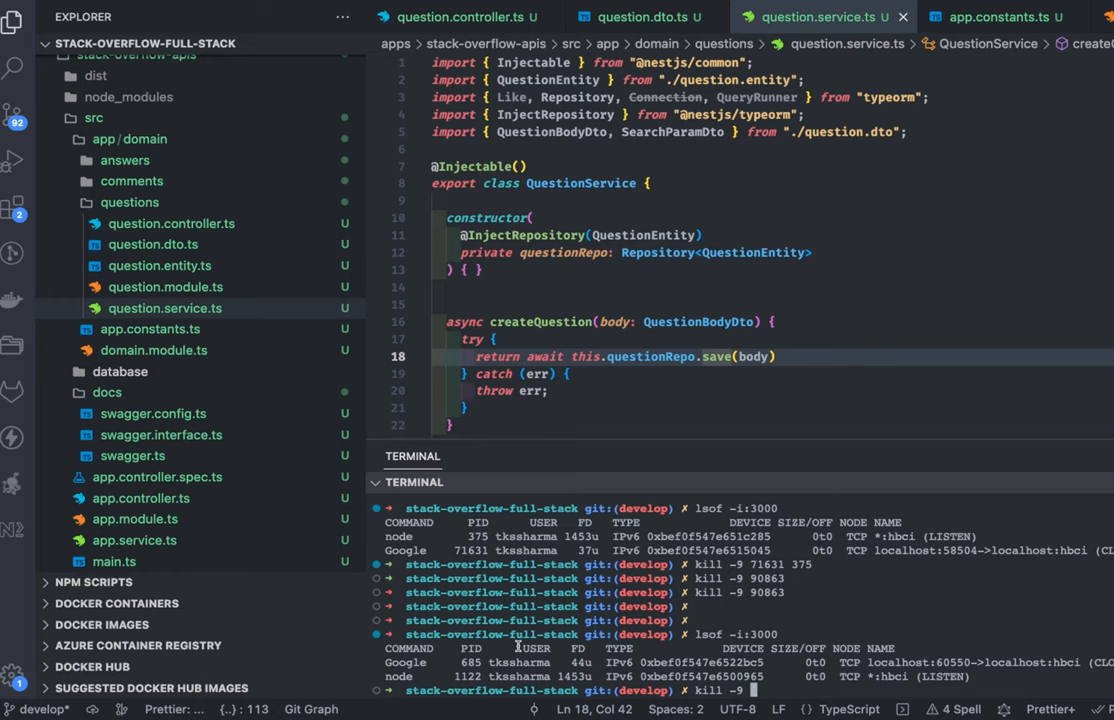 EXPLORER
STACK-OVERFLOW-FULL-STACK
stack-overflow-apis
dist
node_modules
src
app/domain
answers
comments
questions
question.controller.ts U
question.dto.ts U
question.entity.ts U
question.module.ts U
question.service.ts U
app.constants.ts U
domain.module.ts U
database
docs
swagger.config.ts U
swagger.interface.ts U
swagger.ts U
app.controller.spec.ts U
app.controller.ts U
app.module.ts U
app.service.ts U
main.ts U
NPM SCRIPTS
DOCKER CONTAINERS
DOCKER IMAGES
AZURE CONTAINER REGISTRY
DOCKER HUB
SUGGESTED DOCKER HUB IMAGES
92
2
1
question.controller.ts U question.dto.ts U question.service.ts U app.constants.ts U
apps > stack-overflow-apis > src > app > domain > questions > question.service.ts > QuestionService >
1 import { Injectable } from "@nestjs/common";
2 import { QuestionEntity } from "./question.entity";
3 import { Like, Repository, Connection, QueryRunner } from "typeorm";
4 import { InjectRepository } from "@nestjs/typeorm";
5 import { QuestionBodyDto, SearchParamDto } from "./question.dto";
6
7 @Injectable()
8 export class QuestionService {
9
10 constructor(
11 @InjectRepository(QuestionEntity)
12 private questionRepo: Repository<QuestionEntity>
13 ) { }
14
15
16 async createQuestion(body: QuestionBodyDto) {
17 try {
18 return await this.questionRepo.save(body)
19 } catch (err) {
20 throw err;
21 }
22 }
TERMINAL
TERMINAL
stack-overflow-full-stack git:(develop) ✗ lsof -i:3000
COMMAND PID USER FD TYPE DEVICE SIZE/OFF NODE NAME
node 375 tkssharma 1453u IPv6 0xbef0f547e651c285 0t0 TCP *:hbci (LISTEN)
Google 71631 tkssharma 37u IPv6 0xbef0f547e6515045 0t0 TCP localhost:58504->localhost:hbci (C
stack-overflow-full-stack git:(develop) ✗ kill -9 71631 375
stack-overflow-full-stack git:(develop) ✗ kill -9 90863
stack-overflow-full-stack git:(develop) ✗ kill -9 90863
stack-overflow-full-stack git:(develop) ✗
stack-overflow-full-stack git:(develop) ✗
stack-overflow-full-stack git:(develop) ✗ lsof -i:3000
COMMAND PID USER FD TYPE DEVICE SIZE/OFF NODE NAME
Google 685 tkssharma 44u IPv6 0xbef0f547e6522bc5 0t0 TCP localhost:60550->localhost:hbci (CLO
node 1122 tkssharma 1453u IPv6 0xbef0f547e6500965 0t0 TCP *:hbci (LISTEN)
stack-overflow-full-stack git:(develop) ✗ kill -9
develop* Prettier: ... {..} : 113 Git Graph Ln 18, Col 42 Spaces: 2 UTF-8 LF TypeScript 4 Spell Prettier+